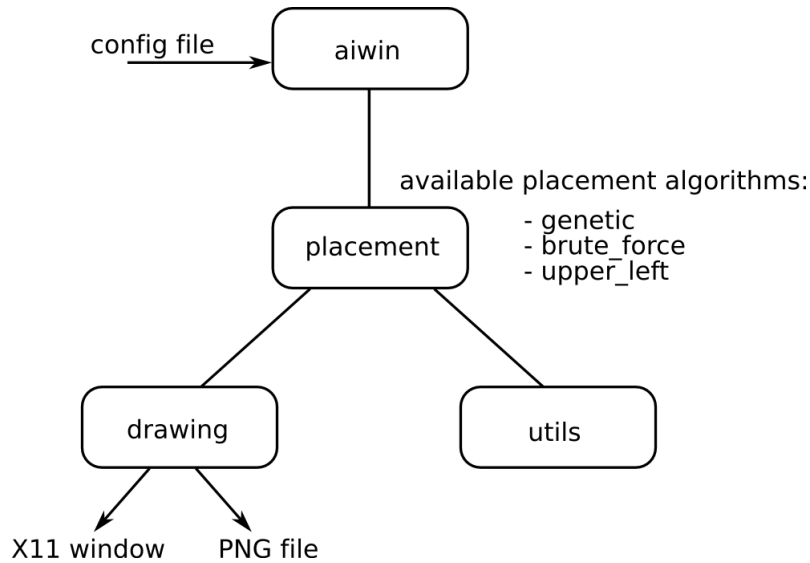 config file
aiwin
available placement algorithms:
- genetic
- brute_force
- upper_left
placement
drawing
utils
X11 window
PNG file